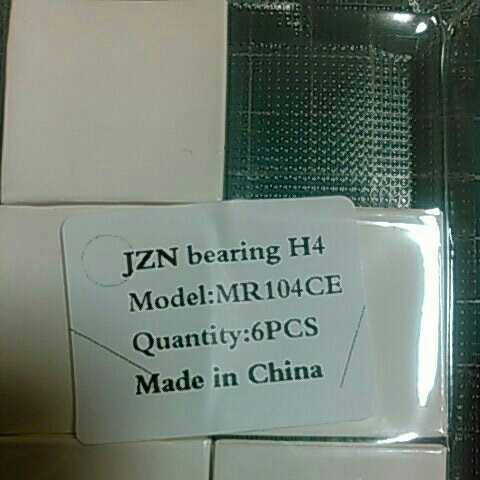 JZN bearing H4
Model:MR104CE
Quantity:6PCS
Made in China